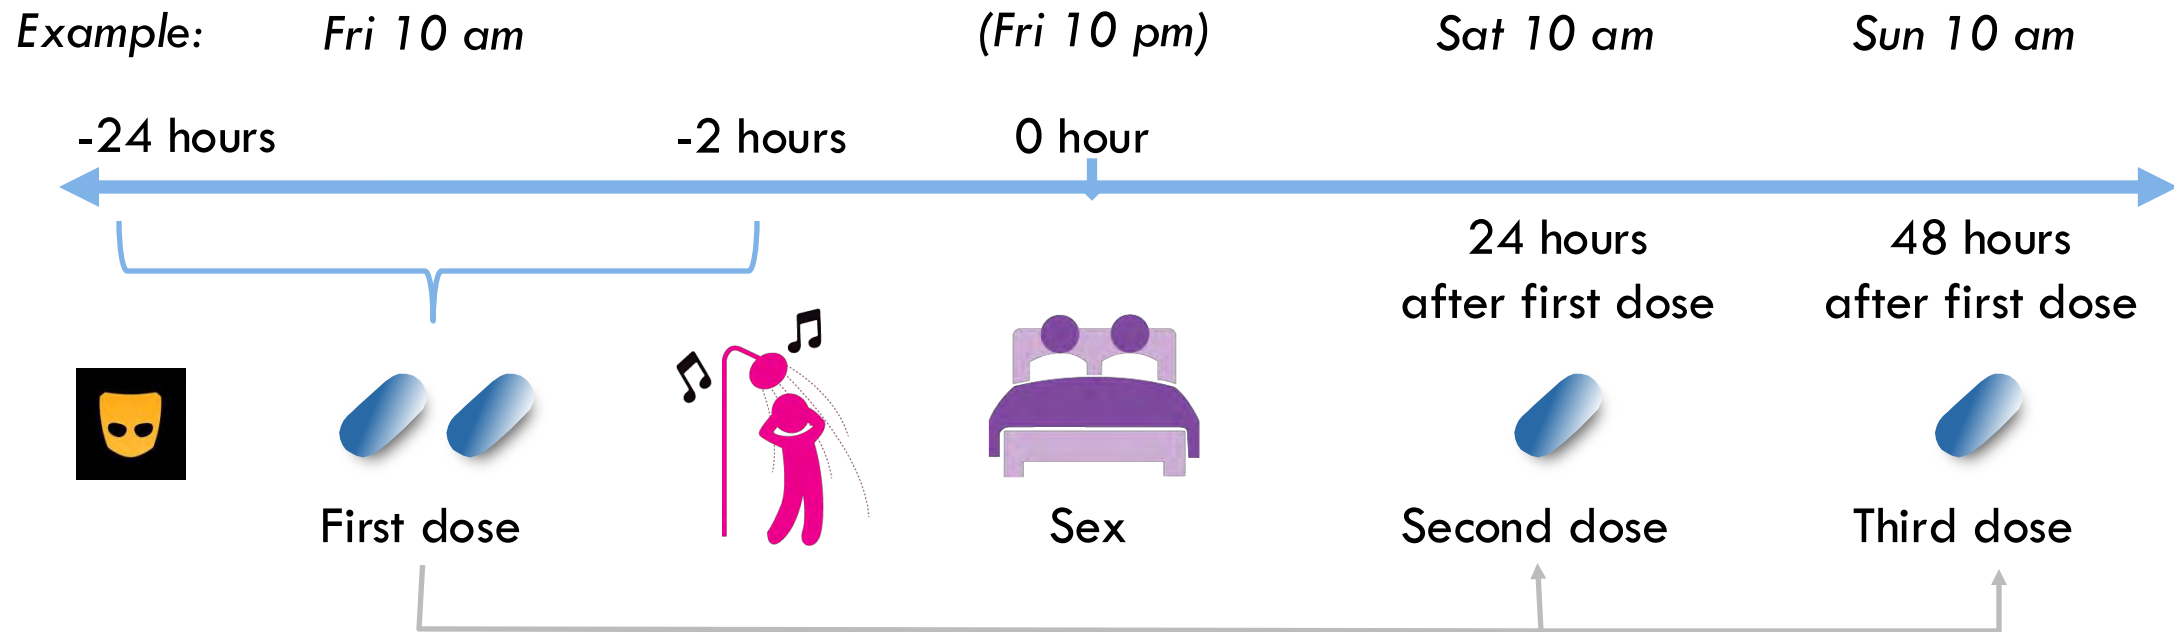 Example: Fri 10 am (Fri 10 pm) Sat 10 am Sun 10 am
-24 hours -2 hours 0 hour
24 hours 48 hours
after first dose after first dose
First dose Sex Second dose Third dose